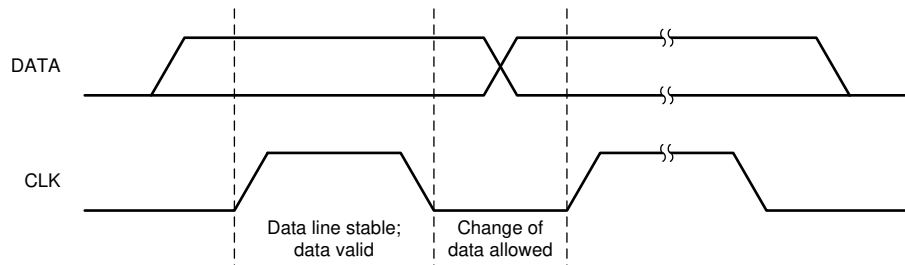 DATA
CLK
Data line stable;
data valid
Change of
data allowed